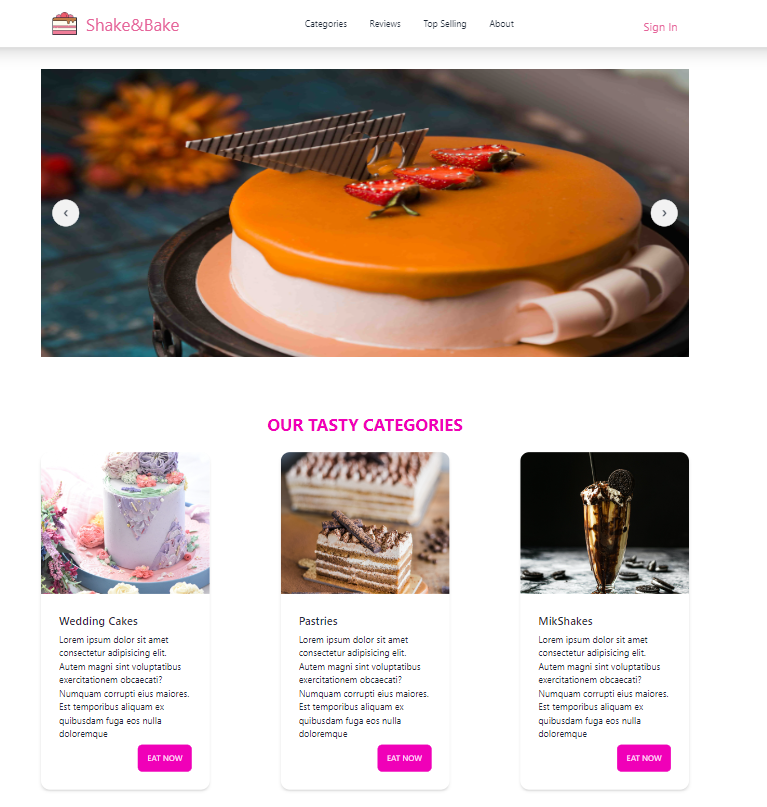 Shake&Bake
Categories Reviews Top Selling About
Sign In
‹ ›
OUR TASTY CATEGORIES
Wedding Cakes
Lorem ipsum dolor sit amet
consectetur adipisicing elit.
Autem magni sint voluptatibus
exercitationem obcaecati?
Numquam corrupti eius maiores.
Est temporibus aliquam ex
quibusdam fuga eos nulla
doloremque
EAT NOW
Pastries
Lorem ipsum dolor sit amet
consectetur adipisicing elit.
Autem magni sint voluptatibus
exercitationem obcaecati?
Numquam corrupti eius maiores.
Est temporibus aliquam ex
quibusdam fuga eos nulla
doloremque
EAT NOW
MikShakes
Lorem ipsum dolor sit amet
consectetur adipisicing elit.
Autem magni sint voluptatibus
exercitationem obcaecati?
Numquam corrupti eius maiores.
Est temporibus aliquam ex
quibusdam fuga eos nulla
doloremque
EAT NOW